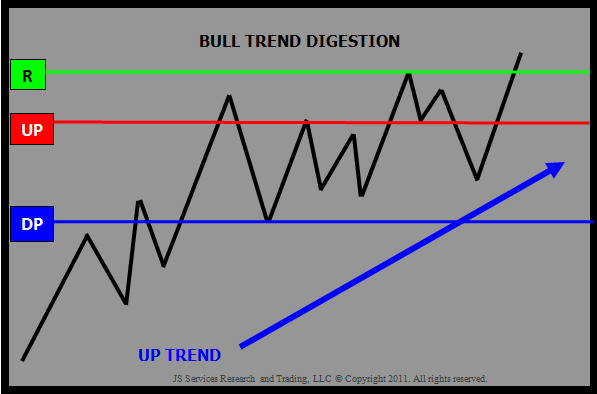 BULL TREND DIGESTION
R
UP
DP
UP TREND
JS Services Research and Trading, LLC © Copyright 2011. All rights reserved.